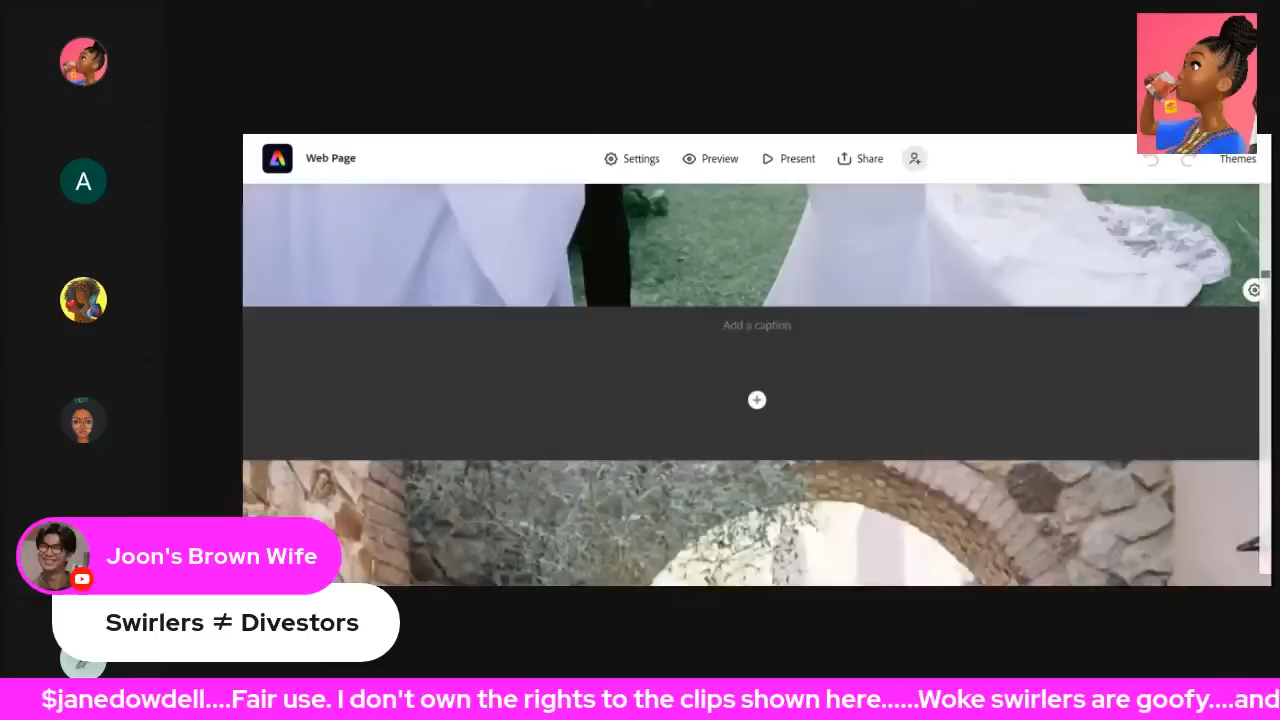 Web Page
Settings
Preview
Present
Share
Themes
A
Add a caption
Joon's Brown Wife
Swirlers ≠ Divestors
$janedowdell....Fair use. I don't own the rights to the clips shown here......Woke swirlers are goofy....and